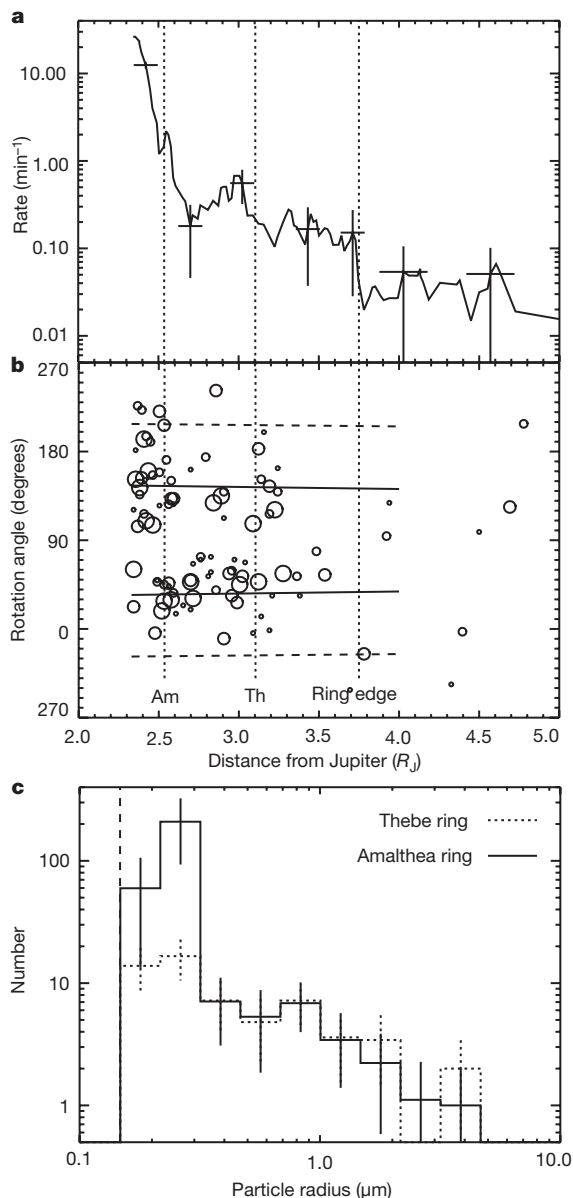 a
10.00
1.00
0.10
0.01
Rate (min⁻¹)
b
270
180
90
0
270
Rotation angle (degrees)
Am
Th
Ring edge
2.0 2.5 3.0 3.5 4.0 4.5 5.0
Distance from Jupiter (R_J)
c
Thebe ring
Amalthea ring
100
10
1
Number
0.1 1.0 10.0
Particle radius (μm)